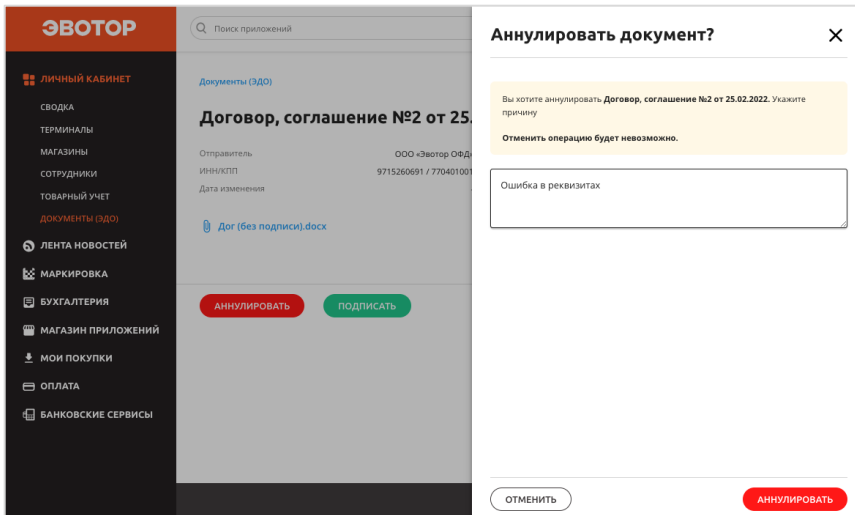 ЭВОТОР
Поиск приложений
ЛИЧНЫЙ КАБИНЕТ
СВОДКА
ТЕРМИНАЛЫ
МАГАЗИНЫ
СОТРУДНИКИ
ТОВАРНЫЙ УЧЕТ
ДОКУМЕНТЫ (ЭДО)
ЛЕНТА НОВОСТЕЙ
МАРКИРОВКА
БУХГАЛТЕРИЯ
МАГАЗИН ПРИЛОЖЕНИЙ
МОИ ПОКУПКИ
ОПЛАТА
БАНКОВСКИЕ СЕРВИСЫ
Документы (ЭДО)
Договор, соглашение №2 от 25.
Отправитель ООО «Эвотор ОФД
ИНН/КПП 9715260691 / 770401001
Дата изменения
Дог (без подписи).docx
АННУЛИРОВАТЬ ПОДПИСАТЬ
Аннулировать документ?
Вы хотите аннулировать Договор, соглашение №2 от 25.02.2022. Укажите
причину
Отменить операцию будет невозможно.
Ошибка в реквизитах
ОТМЕНИТЬ АННУЛИРОВАТЬ